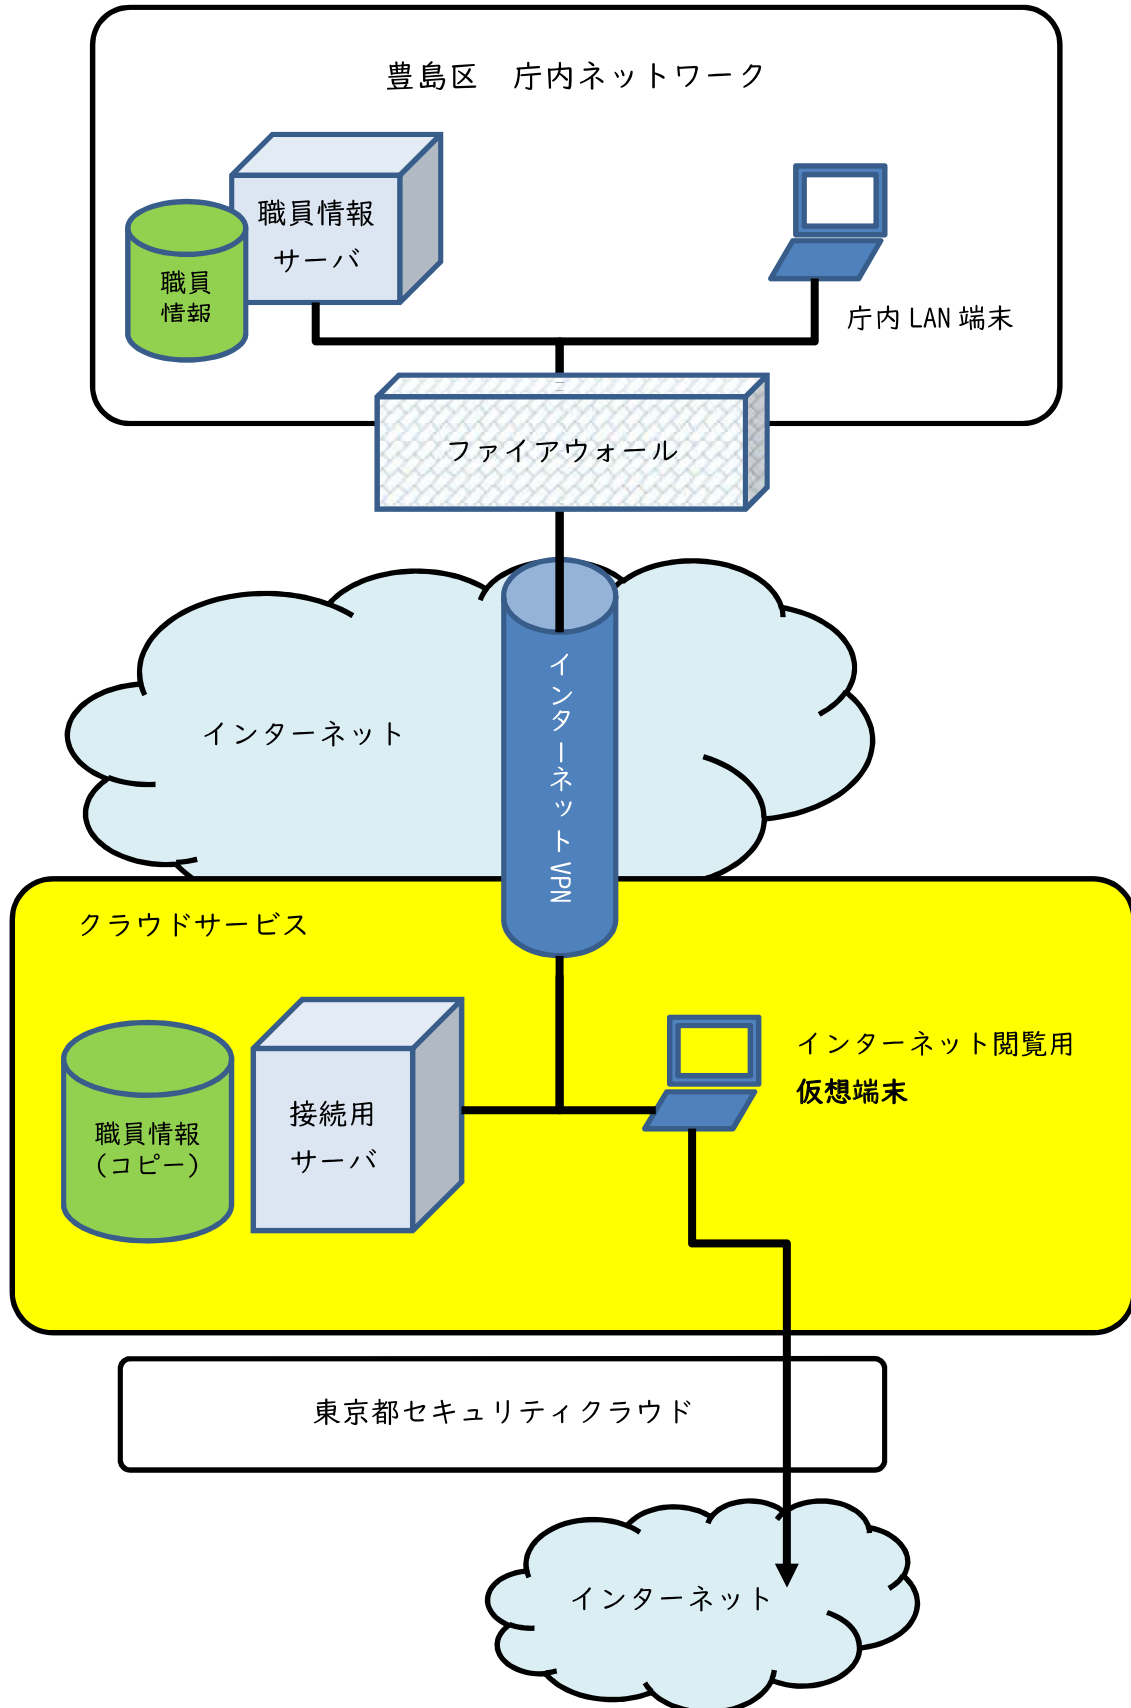 豊島区　庁内ネットワーク
職員情報
サーバ
職員
情報
庁内 LAN 端末
ファイアウォール
インターネット
インターネットVPN
クラウドサービス
インターネット閲覧用
仮想端末
接続用
サーバ
職員情報
(コピー)
東京都セキュリティクラウド
インターネット